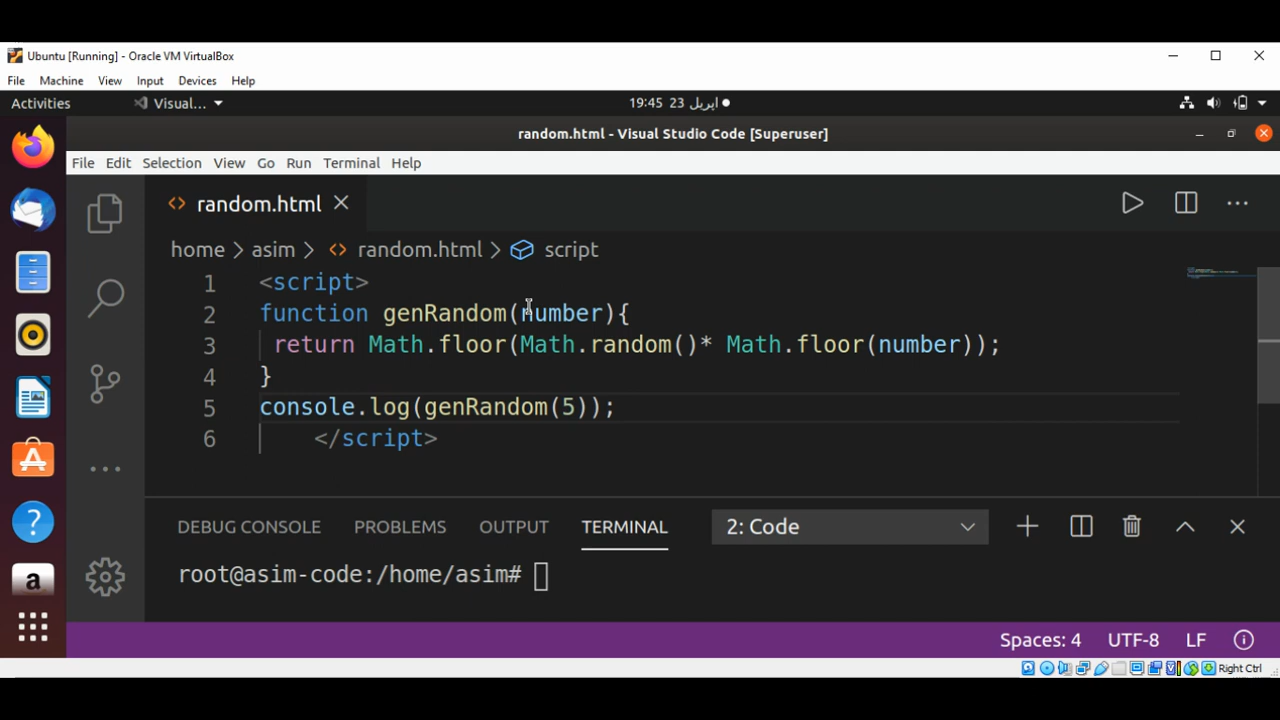 Ubuntu [Running] - Oracle VM VirtualBox
File Machine View Input Devices Help
Activities Visual... 19:45 23 اپریل
random.html - Visual Studio Code [Superuser]
File Edit Selection View Go Run Terminal Help
random.html
home > asim > random.html > script
1 <script>
2 function genRandom(number){
3 return Math.floor(Math.random()* Math.floor(number));
4 }
5 console.log(genRandom(5));
6 </script>
DEBUG CONSOLE PROBLEMS OUTPUT TERMINAL 2: Code
root@asim-code:/home/asim#
a
Spaces: 4 UTF-8 LF
Right Ctrl